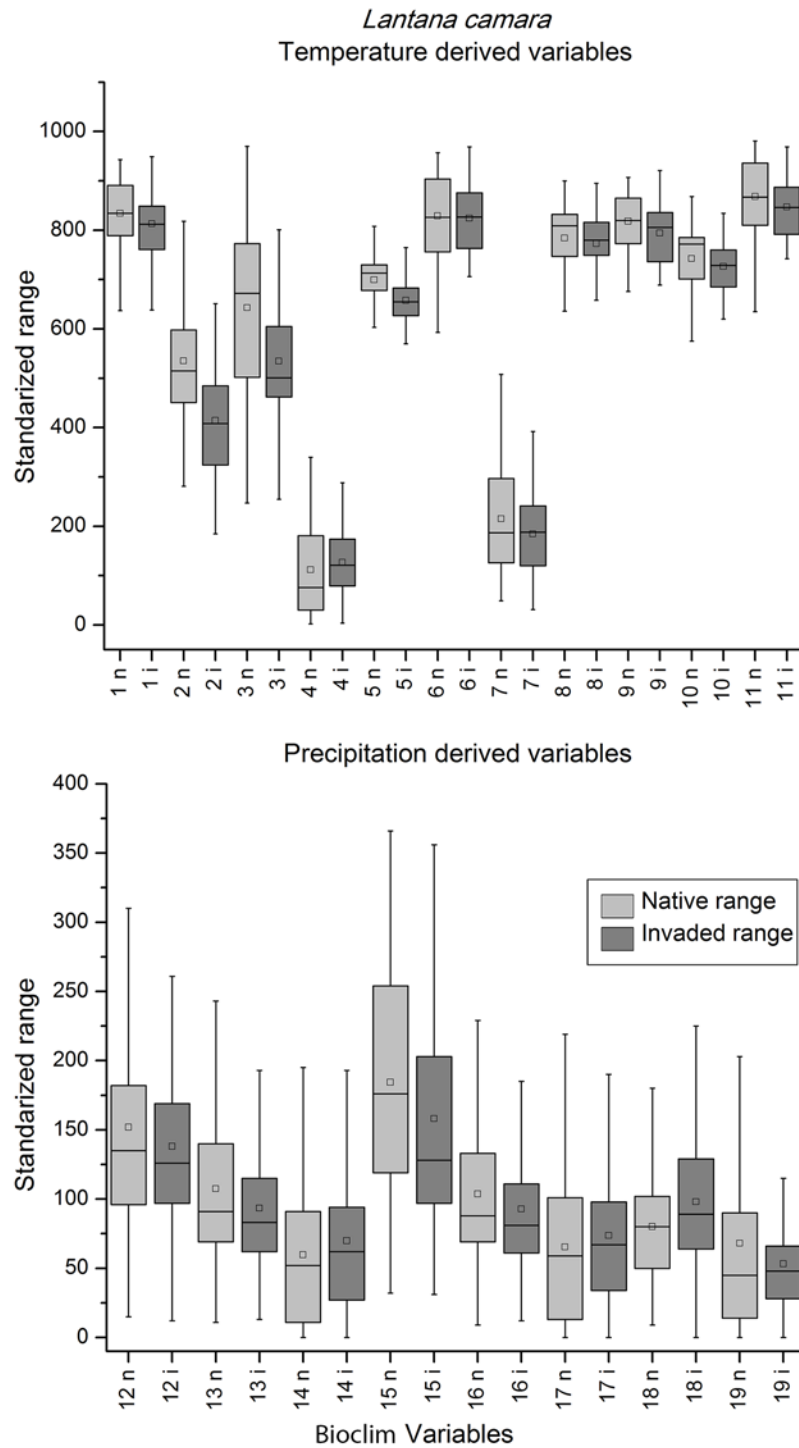 Lantana camara
Temperature derived variables
Standarized range
1000
800
600
400
200
0
1 n
1 i
2 n
2 i
3 n
3 i
4 n
4 i
5 n
5 i
6 n
6 i
7 n
7 i
8 n
8 i
9 n
9 i
10 n
10 i
11 n
11 i
Precipitation derived variables
Standarized range
400
350
300
250
200
150
100
50
0
Native range
Invaded range
12 n
12 i
13 n
13 i
14 n
14 i
15 n
15 i
16 n
16 i
17 n
17 i
18 n
18 i
19 n
19 i
Bioclim Variables